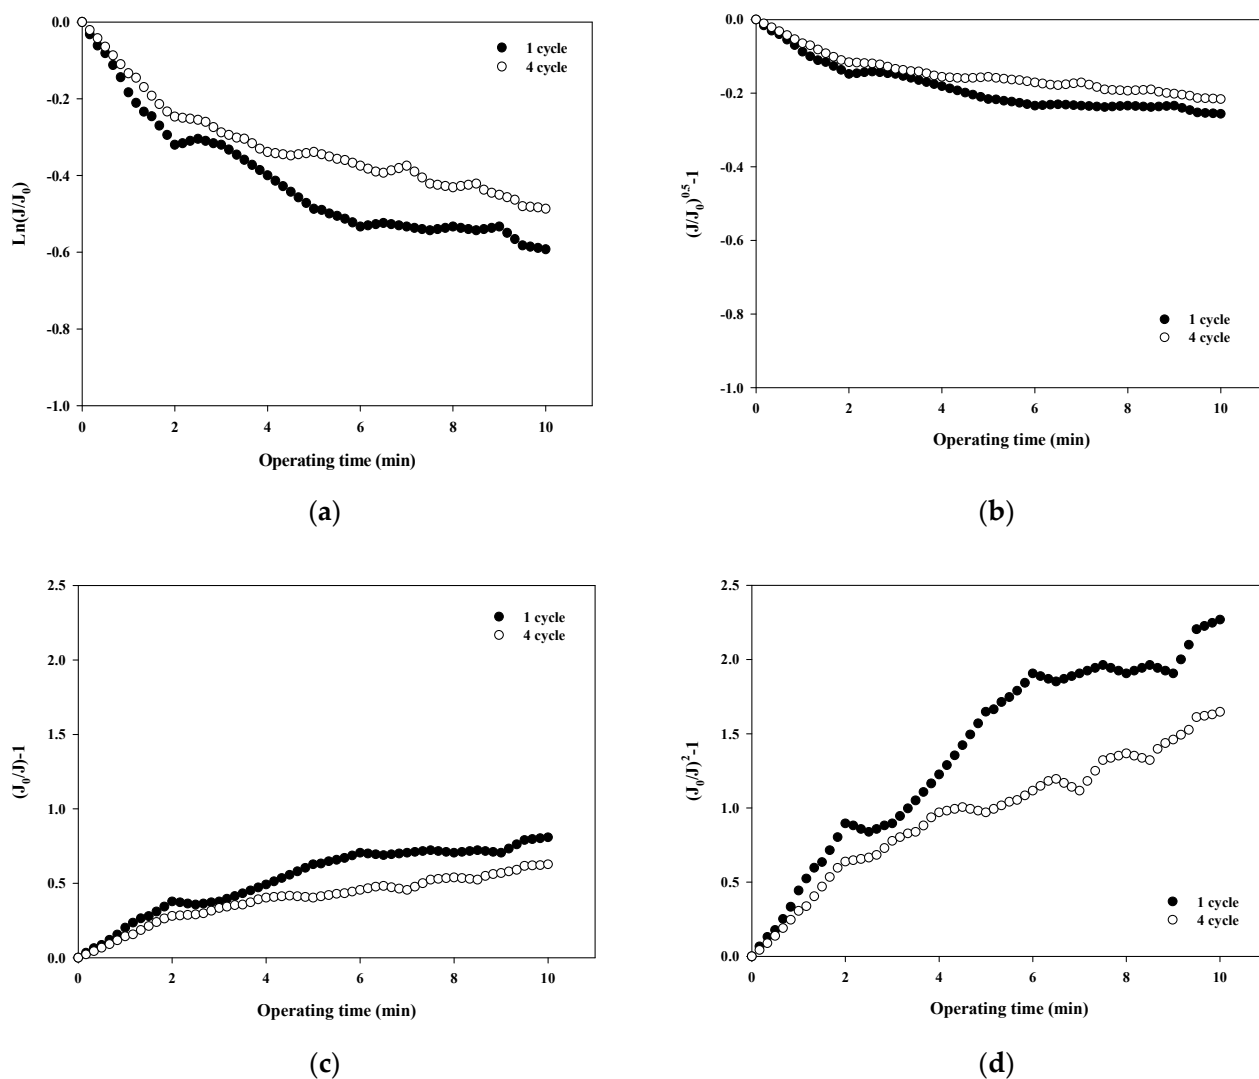 0.0
-0.2
-0.4
-0.6
-0.8
-1.0
Ln(J/J0)
1 cycle
4 cycle
0 2 4 6 8 10
Operating time (min)
(a)
0.0
-0.2
-0.4
-0.6
-0.8
-1.0
(J/J0)0.5-1
1 cycle
4 cycle
0 2 4 6 8 10
Operating time (min)
(b)
2.5
2.0
1.5
1.0
0.5
0.0
(J0/J)-1
1 cycle
4 cycle
0 2 4 6 8 10
Operating time (min)
(c)
2.5
2.0
1.5
1.0
0.5
0.0
(J0/J)2-1
1 cycle
4 cycle
0 2 4 6 8 10
Operating time (min)
(d)